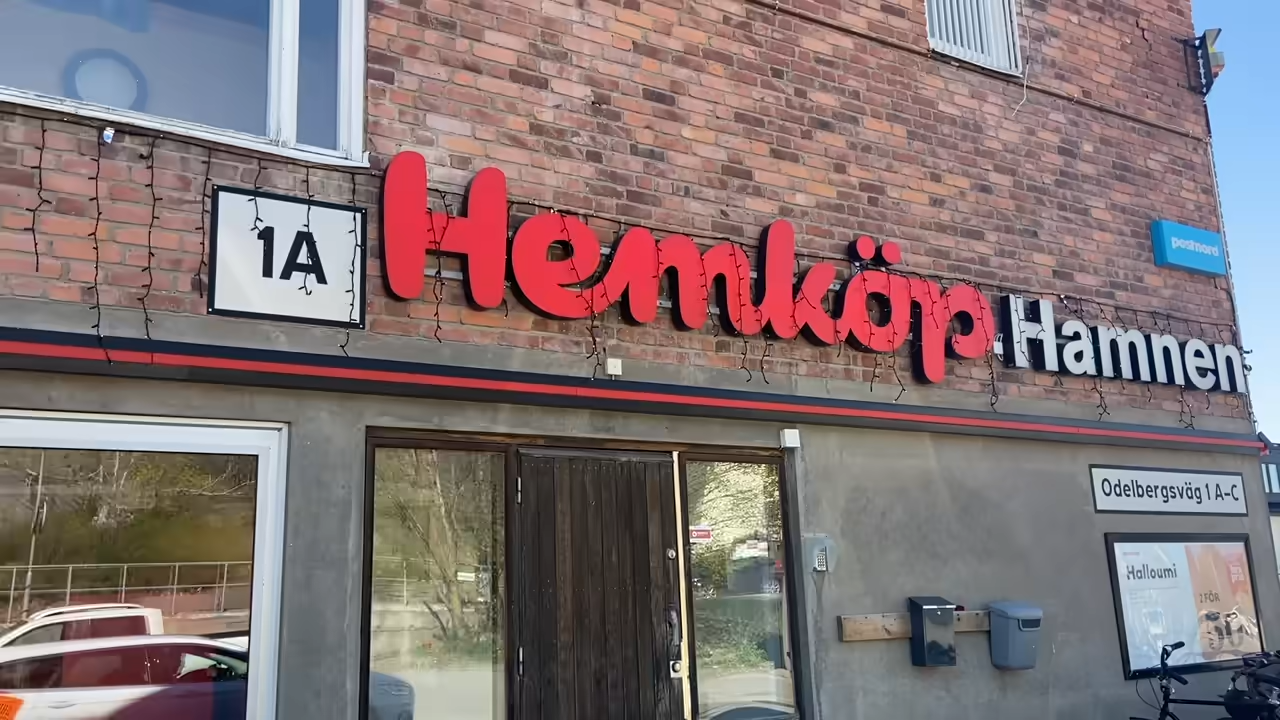 1A
Hemköp
Hamnen
postnord
Odelbergsväg 1 A-C
Halloumi
2 FÖR